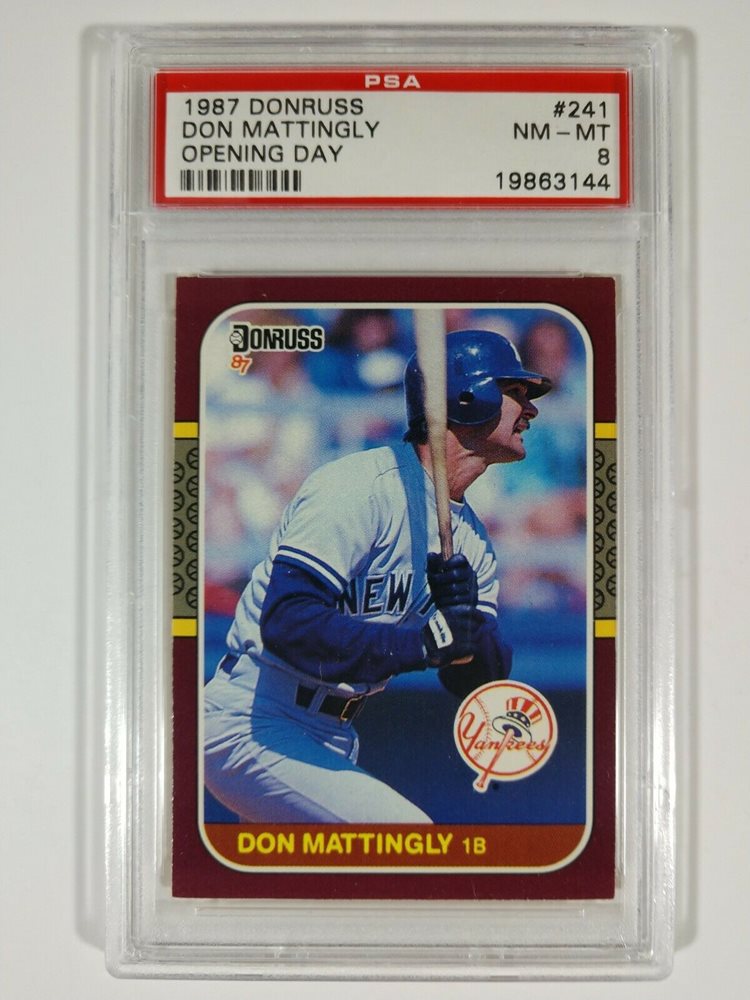 PSA
1987 DONRUSS #241
DON MATTINGLY NM - MT
OPENING DAY 8
19863144
DONRUSS
87
NEW
Yankees
DON MATTINGLY 1B